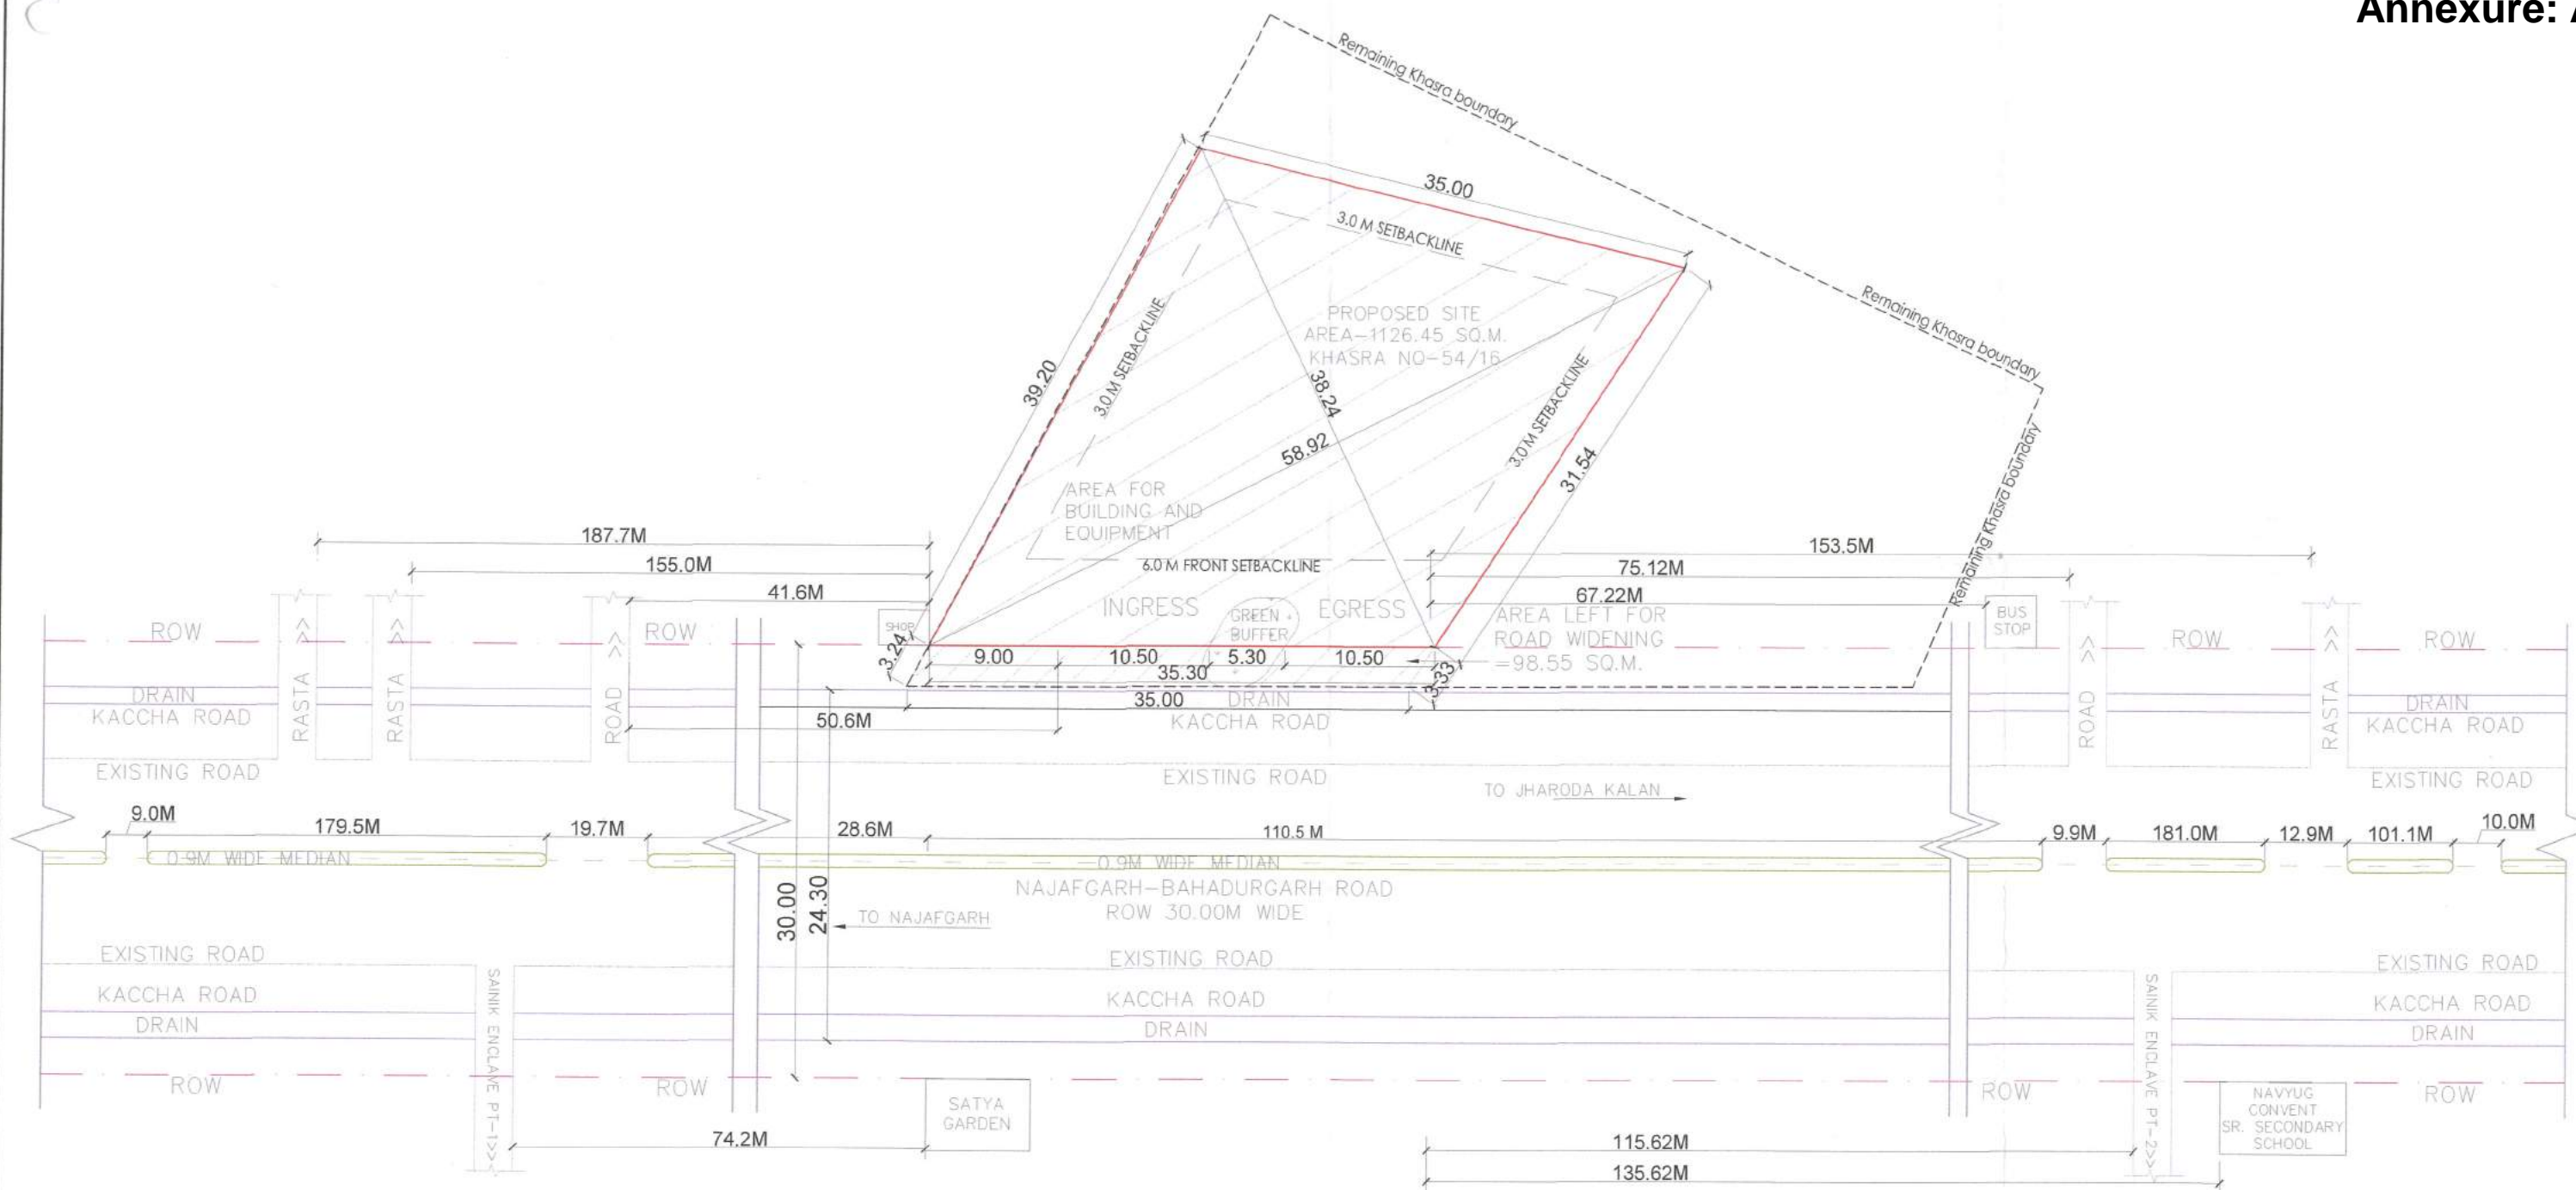 Annexure:
Remaining Khasra boundary
35.00
3.0 M SETBACKLINE
Remaining Khasra boundary
PROPOSED SITE
AREA-1126.45 SQ.M.
KHASRA NO-54/16
39.20
3.0 M SETBACKLINE
38.24
3.0 M SETBACKLINE
58.92
31.54
Remaining Khasra boundary
AREA FOR
BUILDING AND
EQUIPMENT
187.7M
153.5M
155.0M
6.0 M FRONT SETBACKLINE
75.12M
41.6M
67.22M
INGRESS
GREEN
BUFFER
EGRESS
AREA LEFT FOR
ROAD WIDENING
=98.55 SQ.M.
BUS
STOP
ROW
ROW
SHOP
ROW
ROW
3.24
9.00
10.50
5.30
10.50
3.33
35.30
35.00
RASTA >>
RASTA >>
ROAD >>
ROAD >>
RASTA >>
DRAIN
DRAIN
DRAIN
KACCHA ROAD
50.6M
KACCHA ROAD
KACCHA ROAD
EXISTING ROAD
EXISTING ROAD
EXISTING ROAD
TO JHARODA KALAN
9.0M
179.5M
19.7M
28.6M
110.5 M
9.9M
181.0M
12.9M
101.1M
10.0M
0.9M WIDE MEDIAN
0.9M WIDE MEDIAN
NAJAFGARH-BAHADURGARH ROAD
ROW 30.00M WIDE
30.00
24.30
TO NAJAFGARH
EXISTING ROAD
EXISTING ROAD
EXISTING ROAD
KACCHA ROAD
KACCHA ROAD
KACCHA ROAD
DRAIN
DRAIN
DRAIN
SAINIK ENCLAVE PT-1>>
SAINIK ENCLAVE PT-2>>
ROW
ROW
ROW
ROW
SATYA
GARDEN
NAVYUG
CONVENT
SR. SECONDARY
SCHOOL
74.2M
115.62M
135.62M